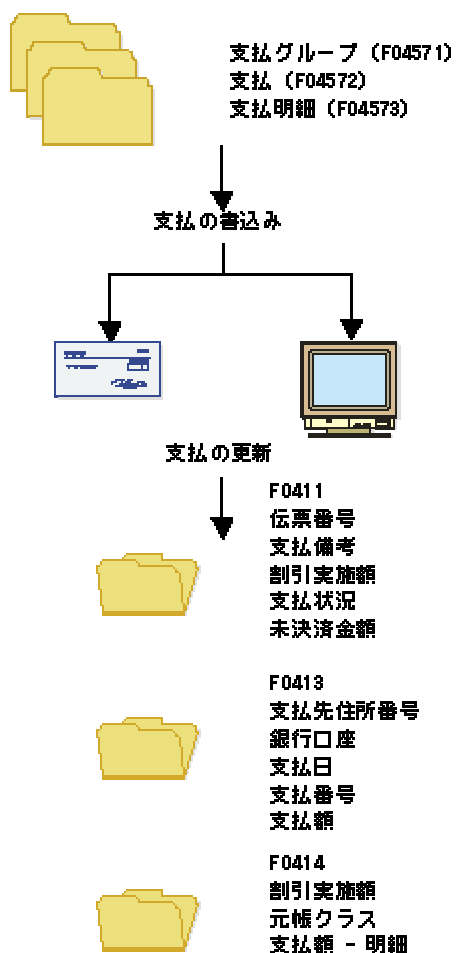 支払グループ (F04571)
支払 (F04572)
支払明細 (F04573)
支払の書込み
支払の更新
F0411
伝票番号
支払備考
割引実施額
支払状況
未決済金額
F0413
支払先住所番号
銀行口座
支払日
支払番号
支払額
F0414
割引実施額
元帳クラス
支払額 - 明細